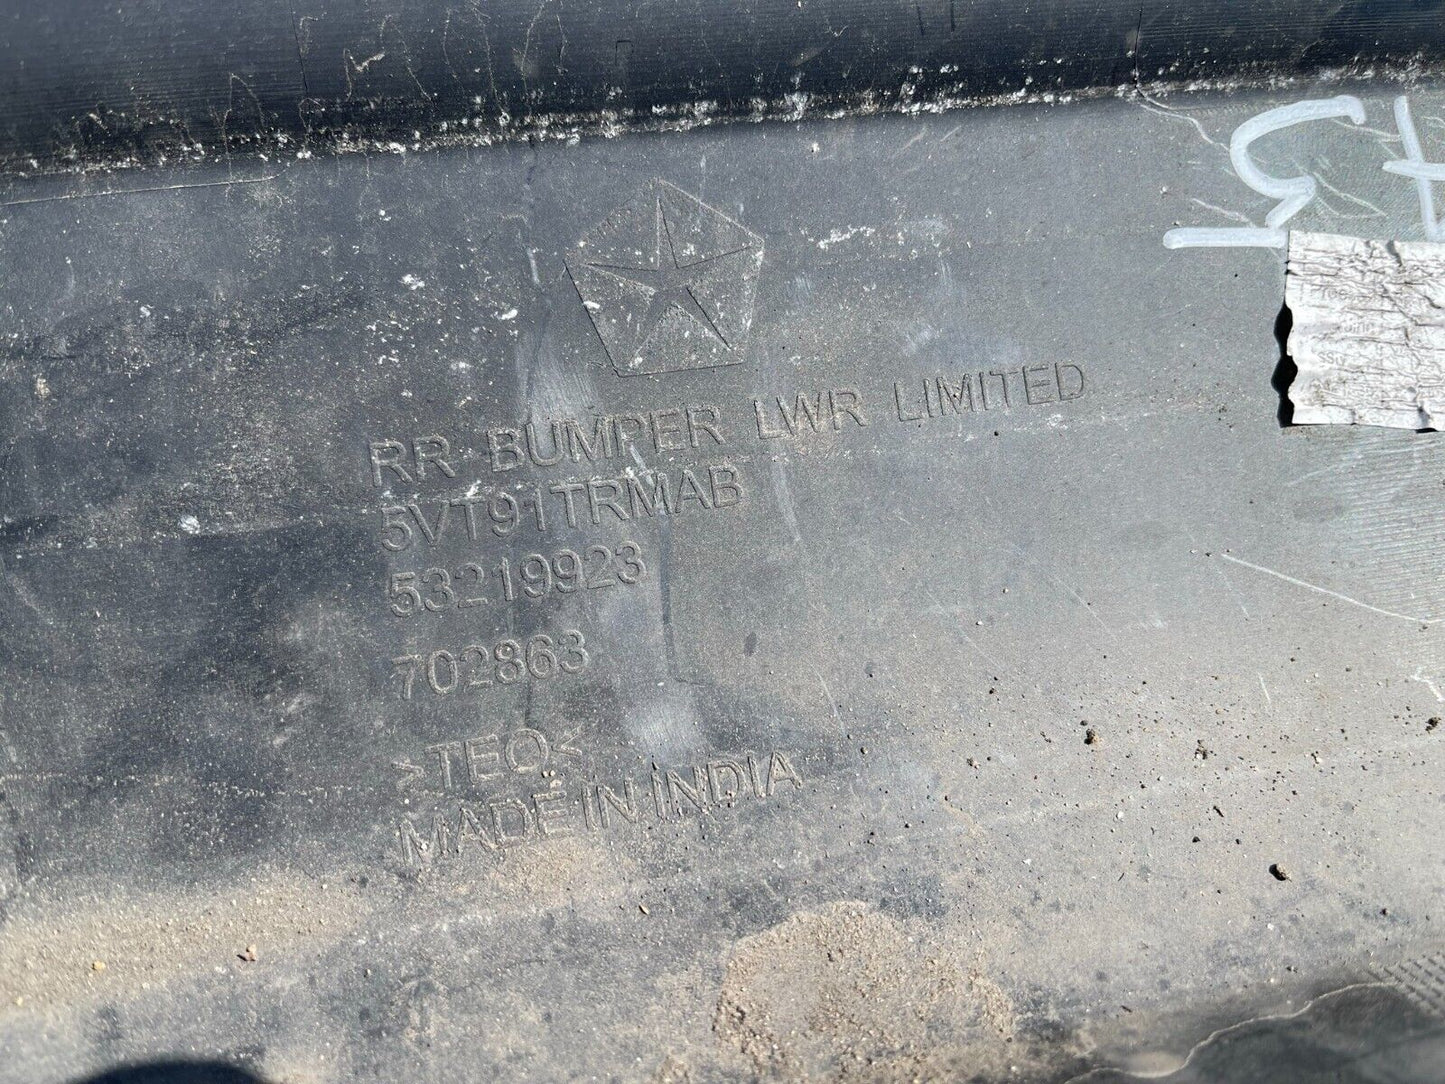 RR BUMPER LWR LIMITED
5VT91TRMAB
53219923
702863
>TEO<
MADE IN INDIA